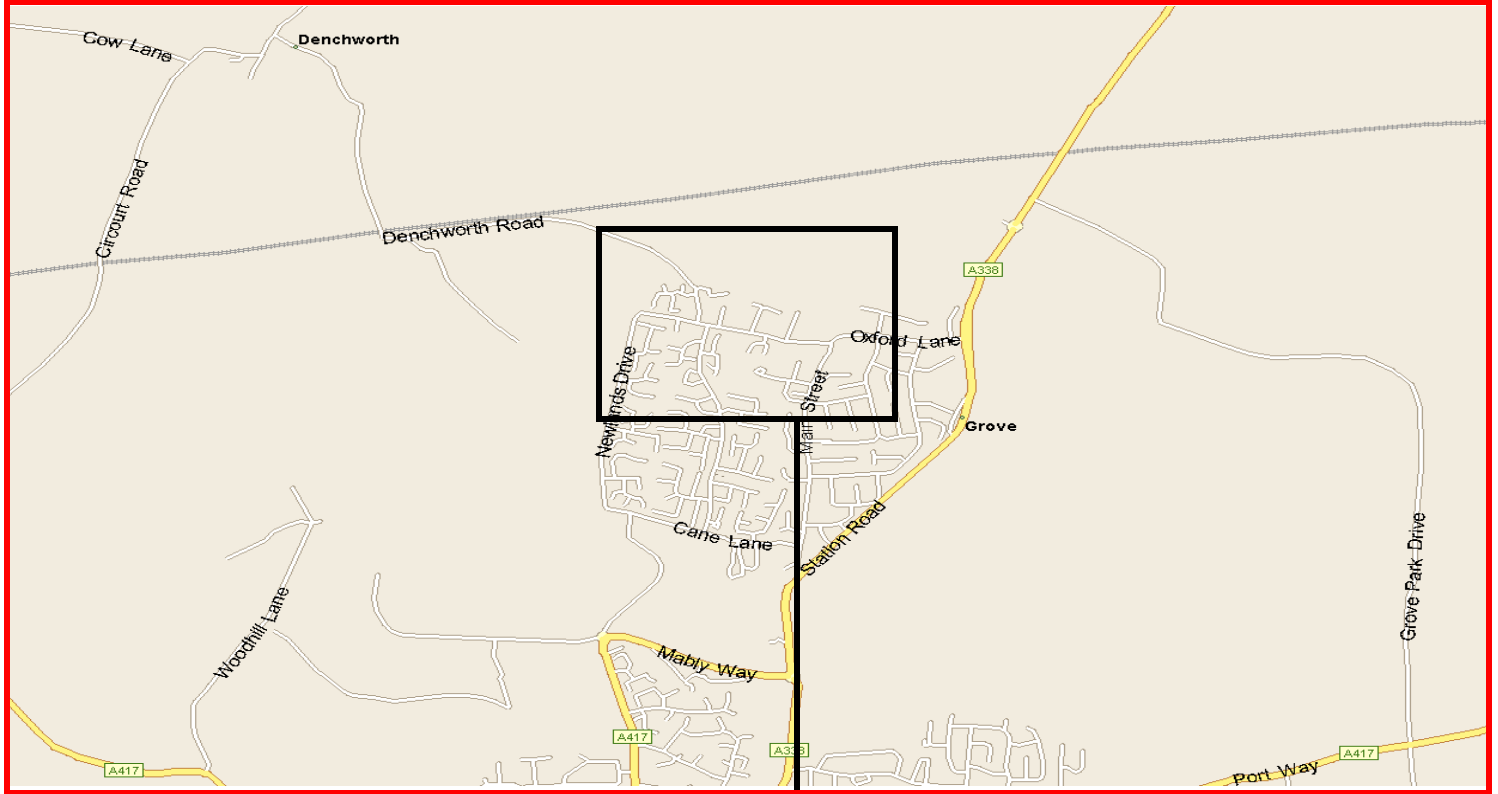 Cow Lane
Denchworth
Circourt Road
Denchworth Road
A338
Oxford Lane
Newlands Drive
Main Street
Grove
Cane Lane
Station Road
Grove Park Drive
Woodhill Lane
Mably Way
A417
A338
A417
A417
Port Way